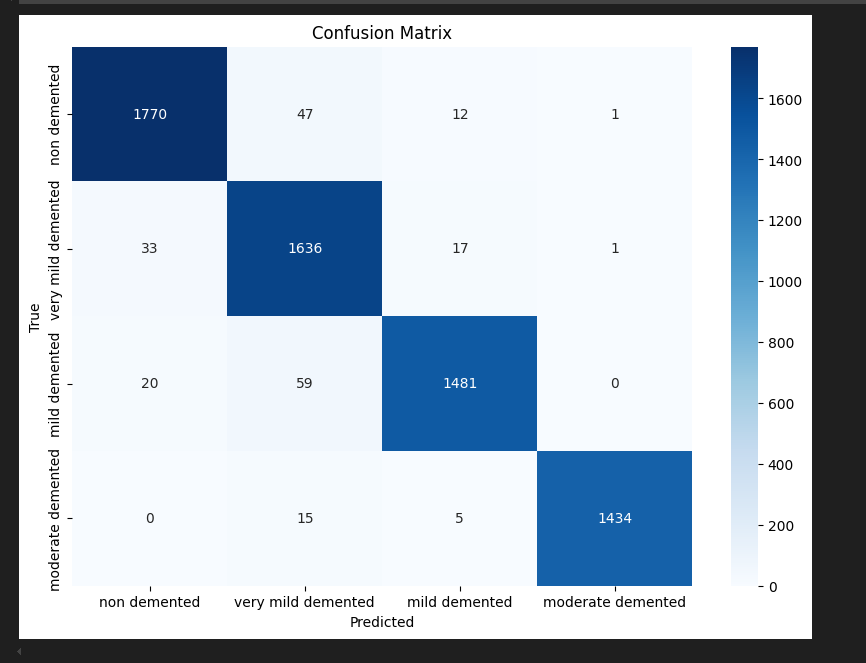 Confusion Matrix
non demented
1770 47 12 1
very mild demented
33 1636 17 1
mild demented
20 59 1481 0
moderate demented
0 15 5 1434
True
non demented very mild demented mild demented moderate demented
Predicted
1600
1400
1200
1000
800
600
400
200
0